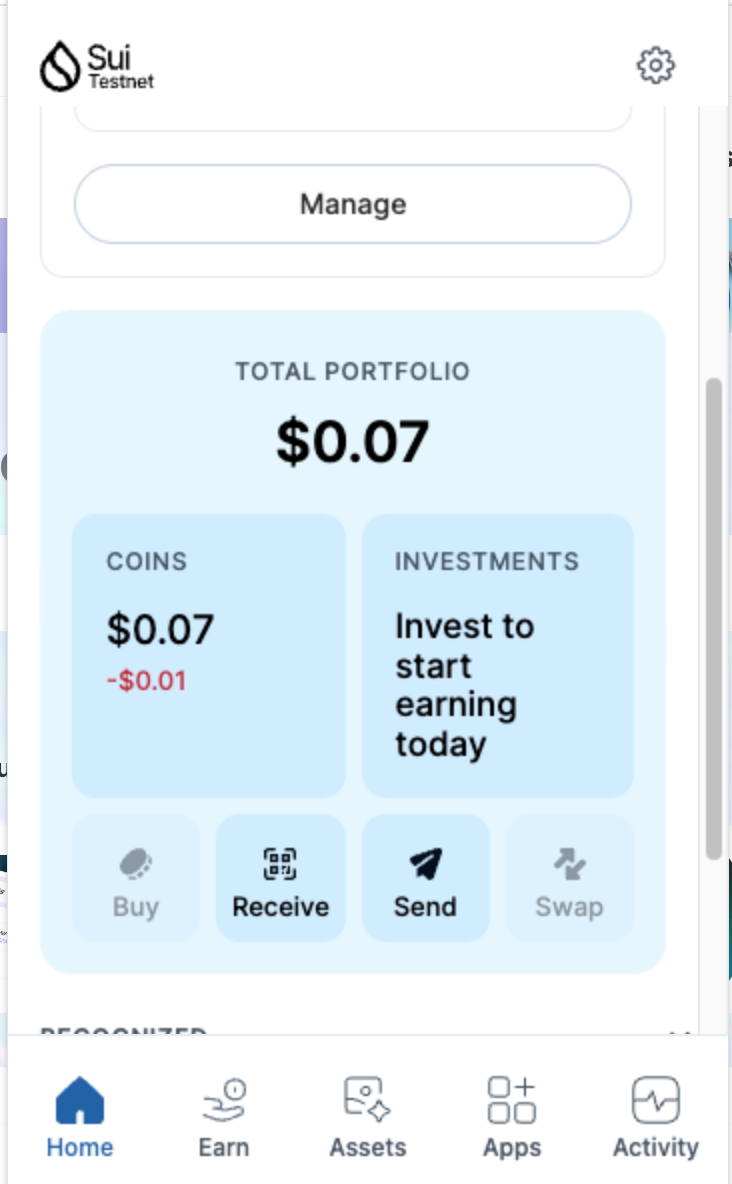 Sui
Testnet
Manage
TOTAL PORTFOLIO
$0.07
COINS
$0.07
-$0.01
INVESTMENTS
Invest to
start
earning
today
Buy
Receive
Send
Swap
RECOGNIZED
Home
Earn
Assets
Apps
Activity